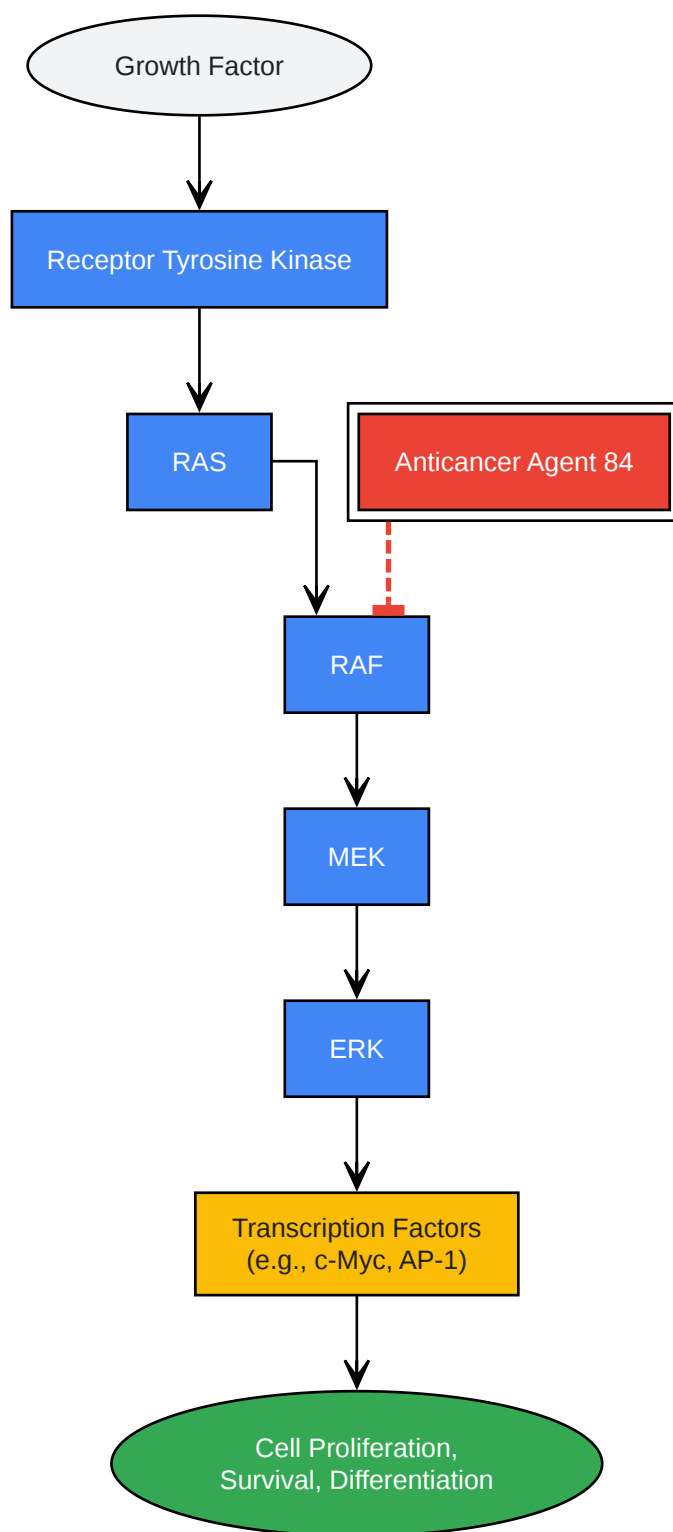 Growth Factor
Receptor Tyrosine Kinase
RAS
Anticancer Agent 84
RAF
MEK
ERK
Transcription Factors
(e.g., c-Myc, AP-1)
Cell Proliferation,
Survival, Differentiation